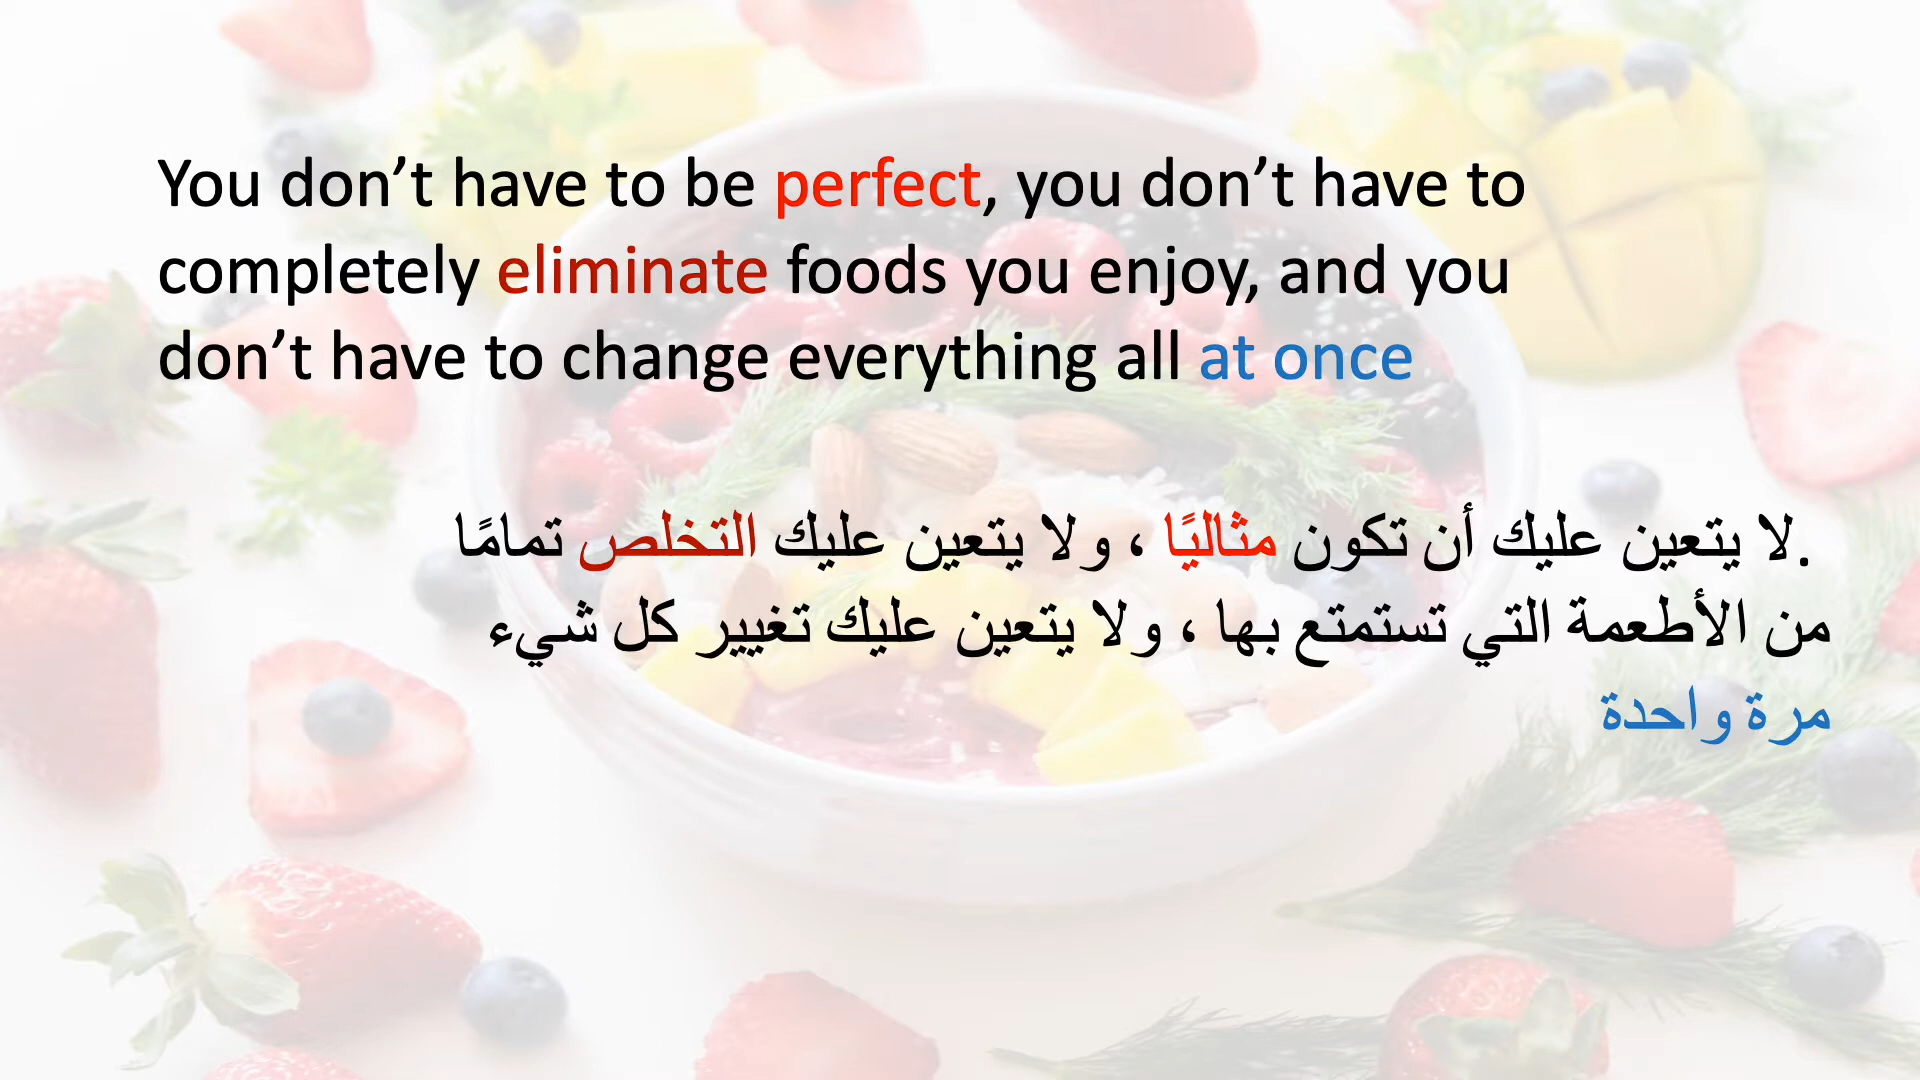 You don’t have to be perfect, you don’t have to
completely eliminate foods you enjoy, and you
don’t have to change everything all at once
.لا يتعين عليك أن تكون مثاليًا ، ولا يتعين عليك التخلص تمامًا
من الأطعمة التي تستمتع بها ، ولا يتعين عليك تغيير كل شيء
مرة واحدة